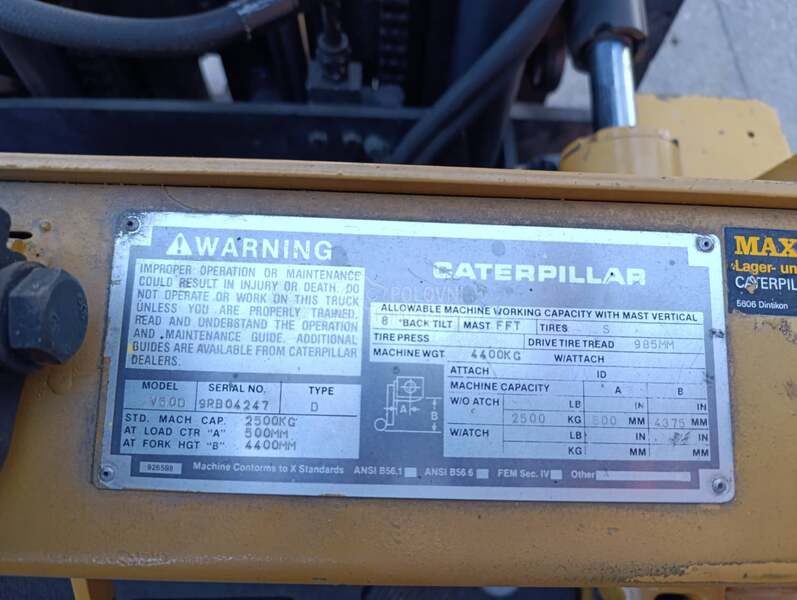 ⚠WARNING
IMPROPER OPERATION OR MAINTENANCE
COULD RESULT IN INJURY OR DEATH. DO
NOT OPERATE OR WORK ON THIS TRUCK
UNLESS YOU ARE PROPERLY TRAINED.
READ AND UNDERSTAND THE OPERATION
AND MAINTENANCE GUIDE. ADDITIONAL
GUIDES ARE AVAILABLE FROM CATERPILLAR
DEALERS.
MODEL SERIAL NO. TYPE
9RB04247 D
STD. MACH CAP. 2500KG
AT LOAD CTR "A" 500MM
AT FORK HGT "B" 4400MM
CATERPILLAR
ALLOWABLE MACHINE WORKING CAPACITY WITH MAST VERTICAL
8 °BACK TILT MAST FFT TIRES S
TIRE PRESS DRIVE TIRE TREAD 985MM
MACHINE WGT 4400KG W/ATTACH
ATTACH ID
MACHINE CAPACITY A B
W/O ATCH LB IN IN
2500 KG MM 4375 MM
W/ATCH LB IN IN
KG MM MM
A
B
926598 Machine Conforms to X Standards ANSI B56.1 ANSI B56 6 FEM Sec. IV Other
MAX
Lager- un
CATERPIL
5606 Dintikon